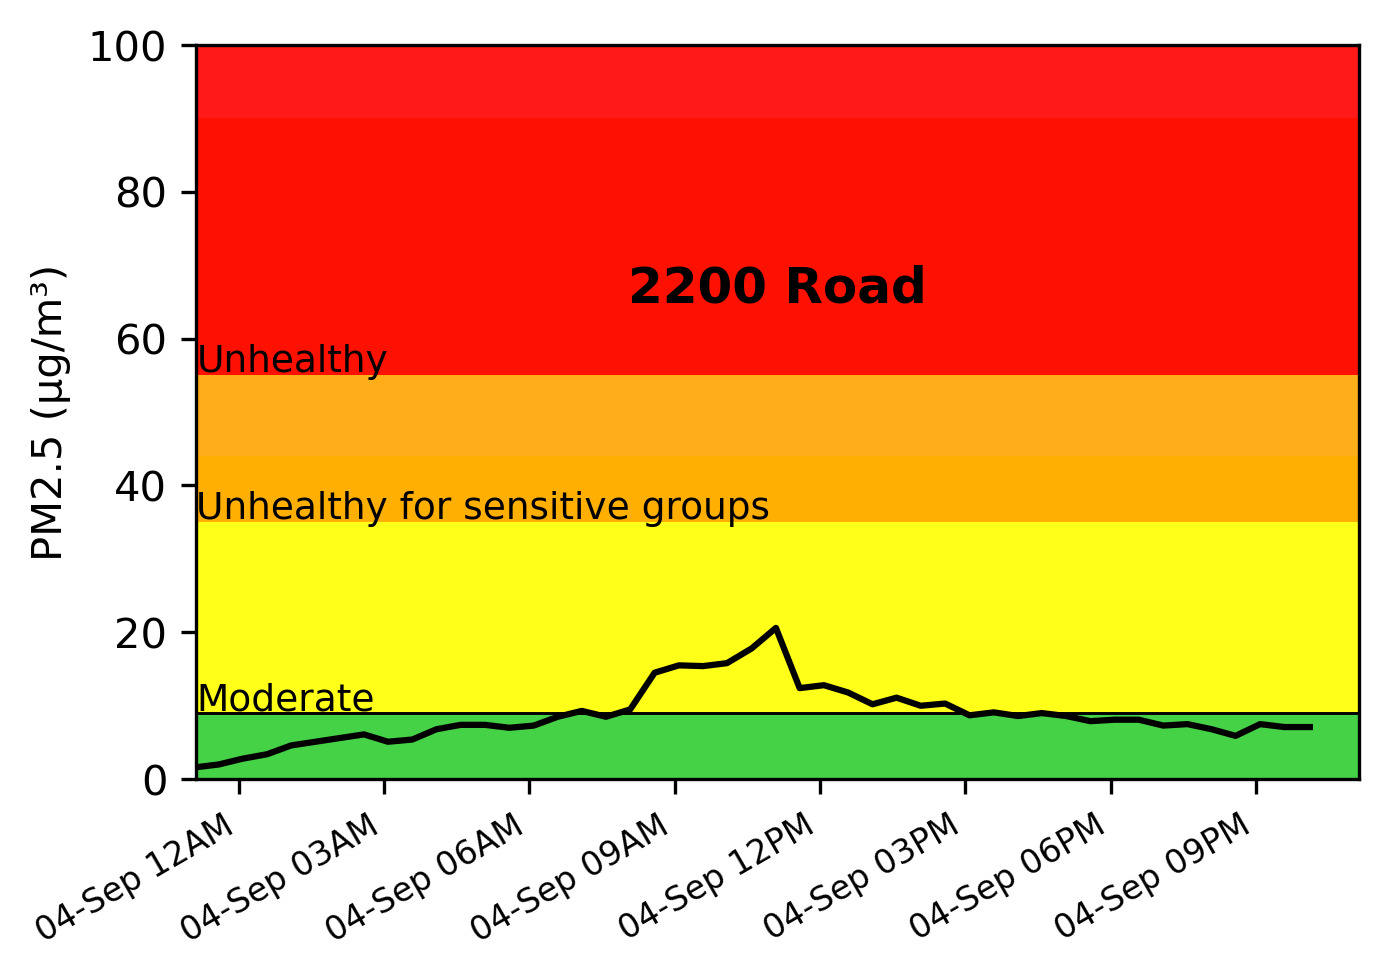 100
80
60
40
20
0
PM2.5 (µg/m³)
2200 Road
Unhealthy
Unhealthy for sensitive groups
Moderate
04-Sep 12AM
04-Sep 03AM
04-Sep 06AM
04-Sep 09AM
04-Sep 12PM
04-Sep 03PM
04-Sep 06PM
04-Sep 09PM